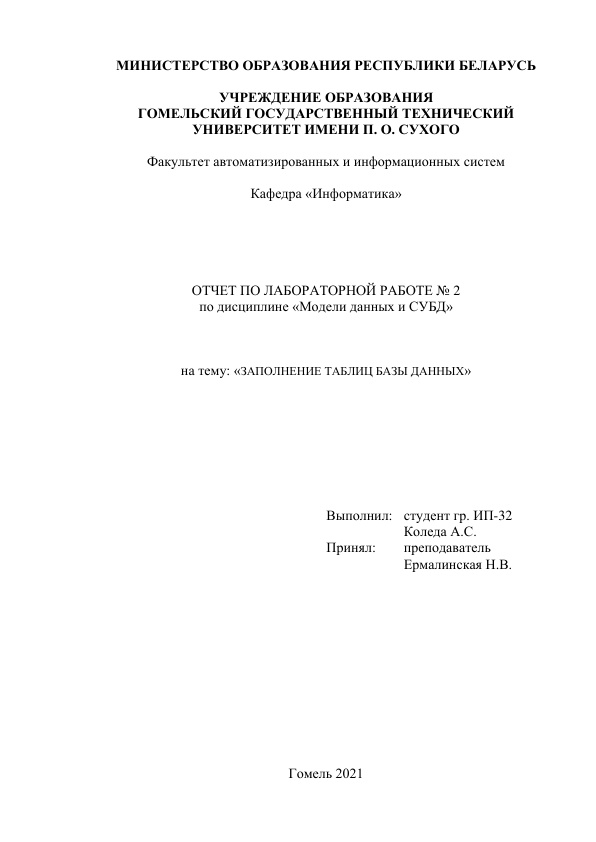 МИНИСТЕРСТВО ОБРАЗОВАНИЯ РЕСПУБЛИКИ БЕЛАРУСЬ
УЧРЕЖДЕНИЕ ОБРАЗОВАНИЯ
ГОМЕЛЬСКИЙ ГОСУДАРСТВЕННЫЙ ТЕХНИЧЕСКИЙ
УНИВЕРСИТЕТ ИМЕНИ П. О. СУХОГО
Факультет автоматизированных и информационных систем
Кафедра «Информатика»
ОТЧЕТ ПО ЛАБОРАТОРНОЙ РАБОТЕ № 2
по дисциплине «Модели данных и СУБД»
на тему: «ЗАПОЛНЕНИЕ ТАБЛИЦ БАЗЫ ДАННЫХ»
Выполнил: студент гр. ИП-32
Коледа А.С.
Принял: преподаватель
Ермалинская Н.В.
Гомель 2021